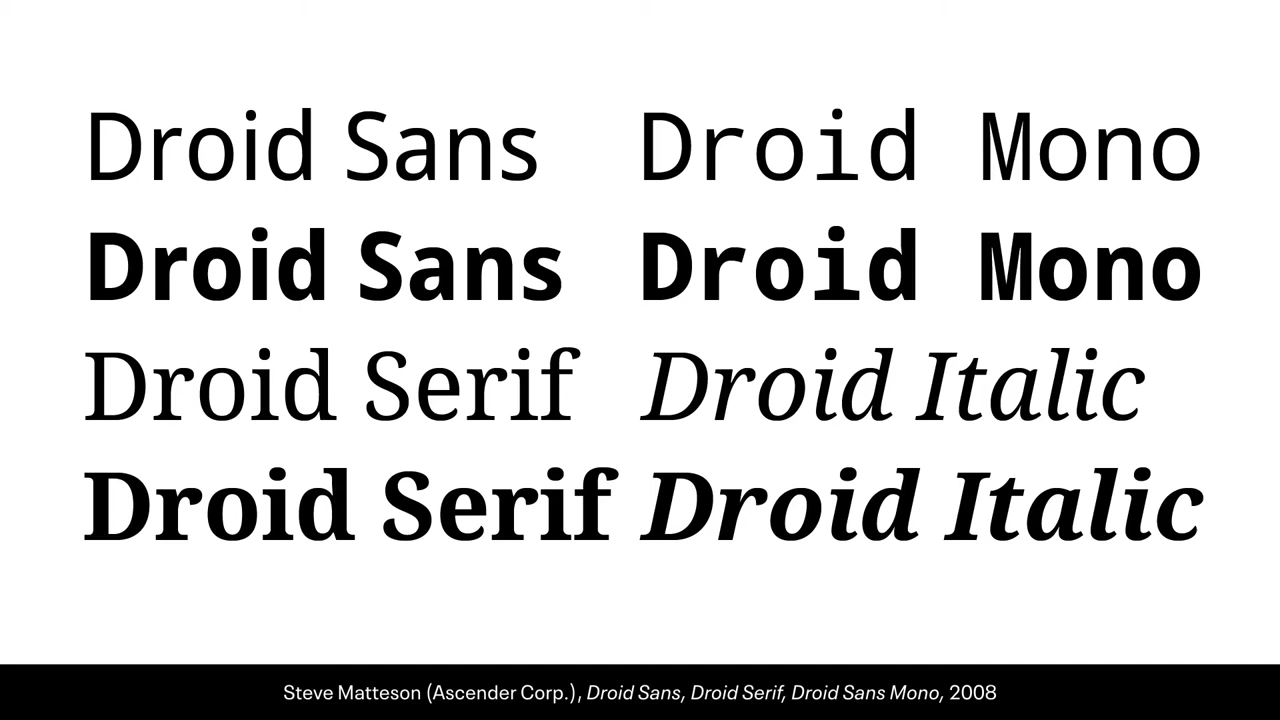 Droid Sans Droid Mono
Droid Sans Droid Mono
Droid Serif Droid Italic
Droid Serif Droid Italic
Steve Matteson (Ascender Corp.), Droid Sans, Droid Serif, Droid Sans Mono, 2008